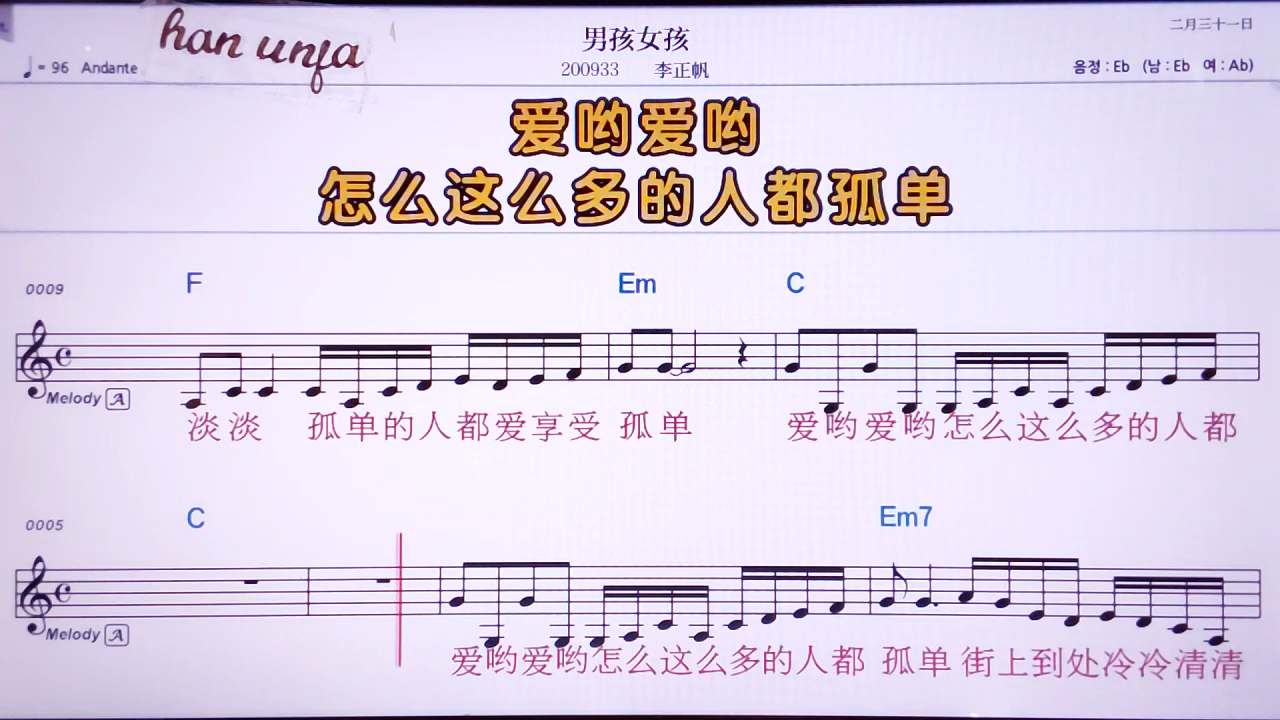 han unfa
男孩女孩
二月三十一日
♩= 96 Andante
200933 李正帆
음정 : Eb (남 : Eb 여 : Ab)
爱哟爱哟
怎么这么多的人都孤单
0009
F Em C
Melody A
淡淡 孤单的人都爱享受 孤单 爱哟爱哟怎么这么多的人都
0005
C Em7
Melody A
爱哟爱哟怎么这么多的人都 孤单 街上到处冷冷清清